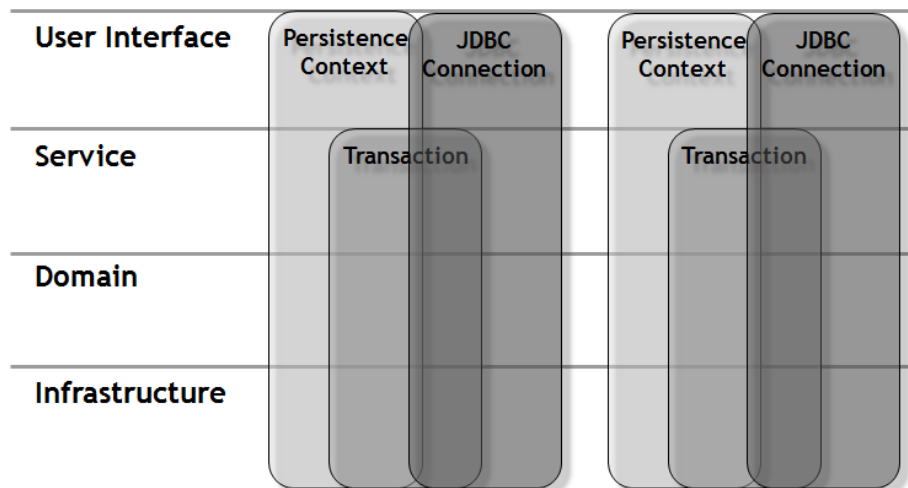 User Interface
Persistence
Context
JDBC
Connection
Persistence
Context
JDBC
Connection
Service
Transaction
Transaction
Domain
Infrastructure